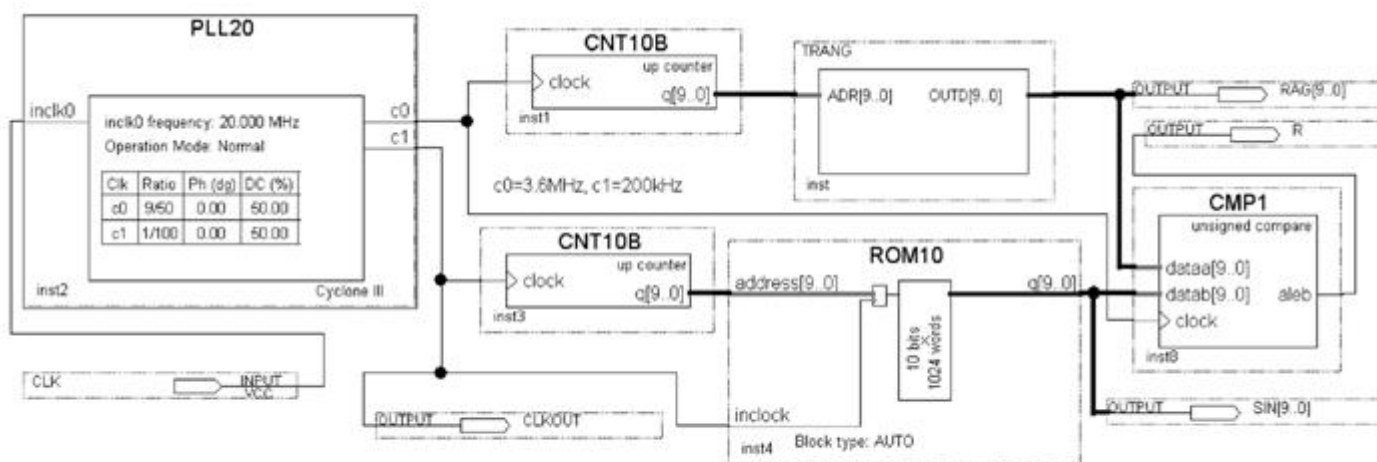 PLL20
inclk0
c0
c1
inclk0 frequency: 20.000 MHz
Operation Mode: Normal
Clk Ratio Ph (dg) DC (%)
c0 9/50 0.00 50.00
c1 1/100 0.00 50.00
inst2
Cyclone III
CLK
INPUT
VCC
CNT10B
up counter
clock
q[9..0]
inst1
c0=3.6MHz, c1=200kHz
CNT10B
up counter
clock
q[9..0]
inst3
OUTPUT
CLKOUT
TRANG
ADR[9..0]
OUTD[9..0]
inst
ROM10
address[9..0]
q[9..0]
10 bits
×
1024 words
inclock
inst4
Block type: AUTO
OUTPUT
RAG[9..0]
OUTPUT
R
CMP1
unsigned compare
dataa[9..0]
datab[9..0]
aleb
clock
inst8
OUTPUT
SIN[9..0]